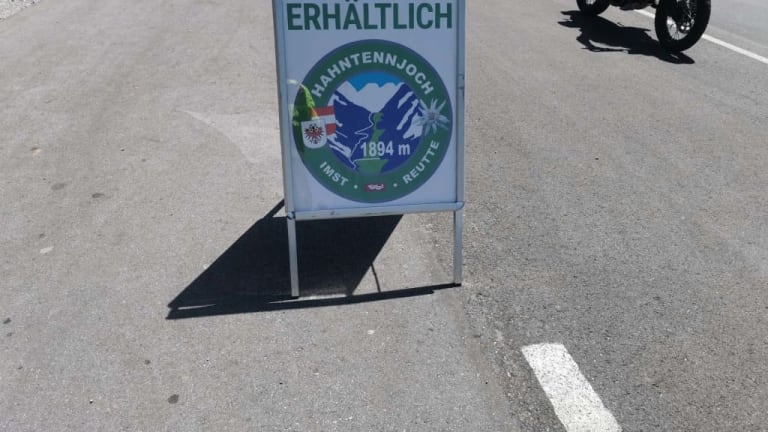 ERHÄLTLICH
HAHNTENNJOCH
1894 m
IMST • REUTTE